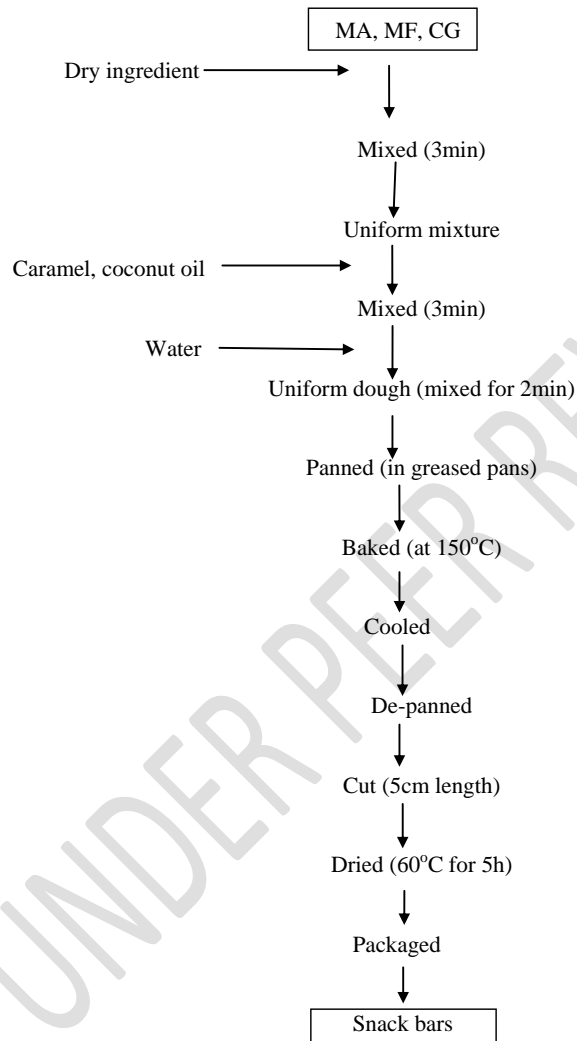 MA, MF, CG
Dry ingredient
Mixed (3min)
Uniform mixture
Caramel, coconut oil
Mixed (3min)
Water
Uniform dough (mixed for 2min)
Panned (in greased pans)
Baked (at 150°C)
Cooled
De-panned
Cut (5cm length)
Dried (60°C for 5h)
Packaged
Snack bars
UNDER PEER